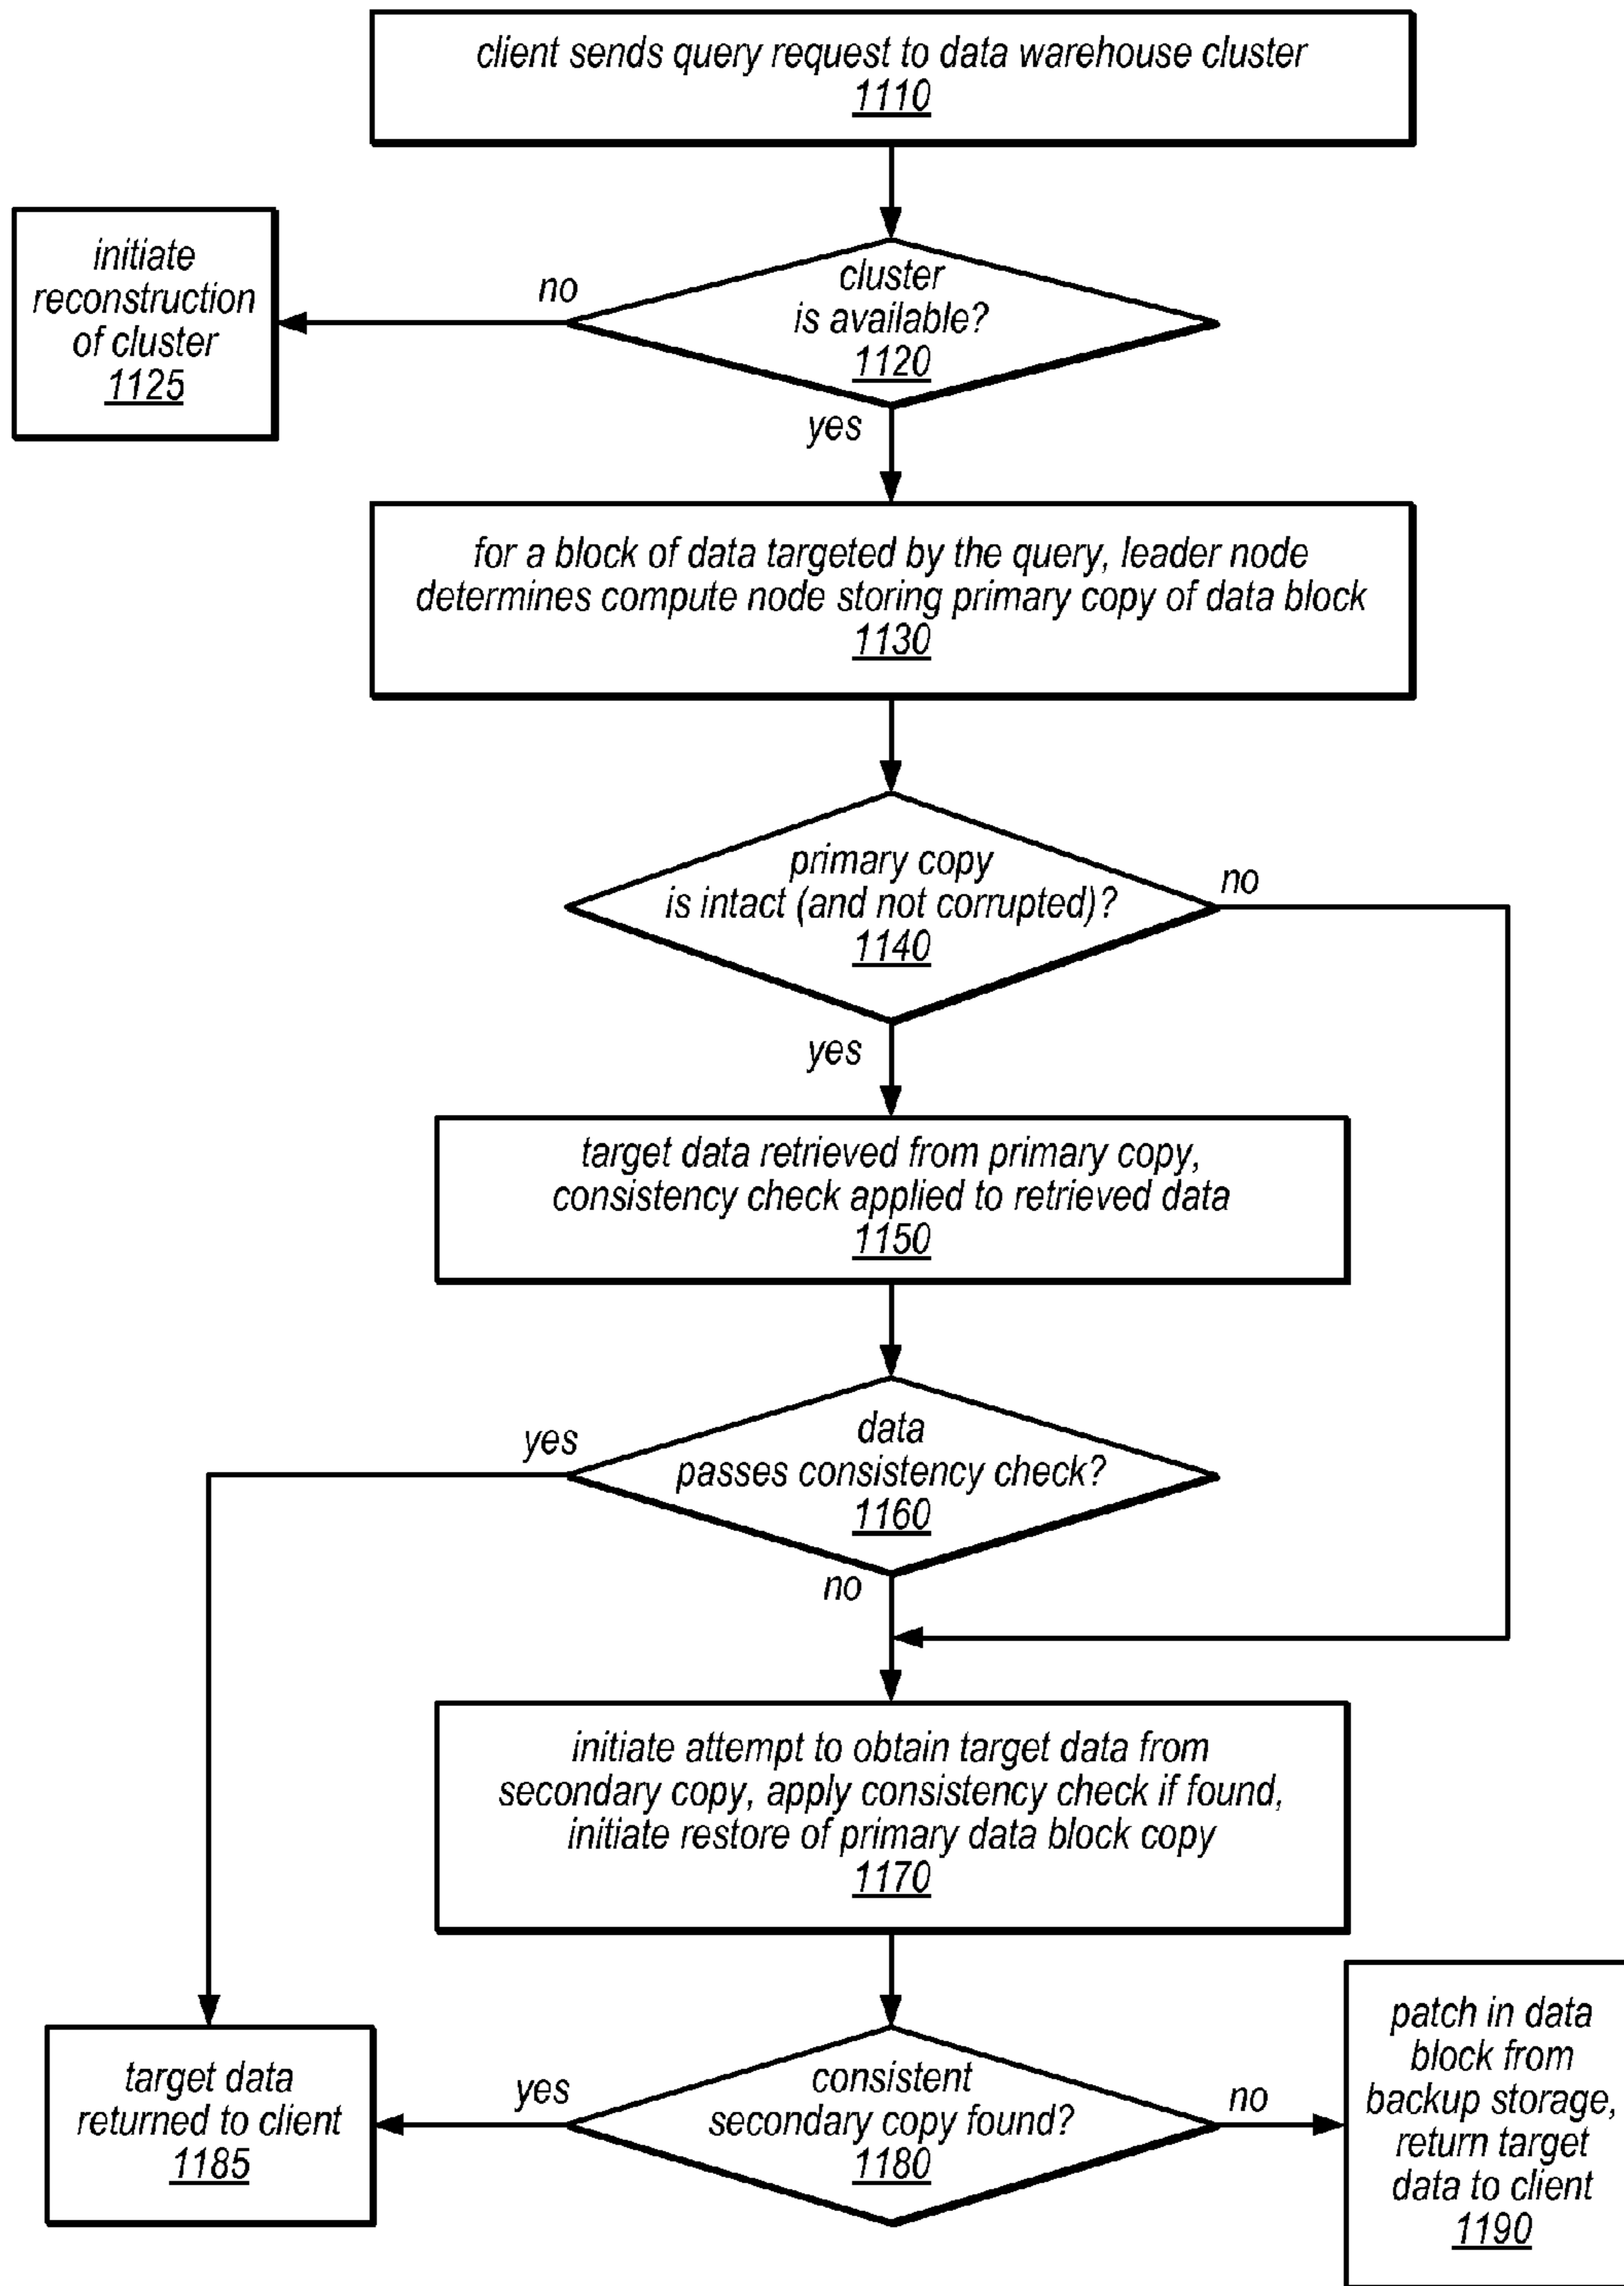 client sends query request to data warehouse cluster
1110
initiate
reconstruction
of cluster
1125
no
cluster
is available?
1120
yes
for a block of data targeted by the query, leader node
determines compute node storing primary copy of data block
1130
primary copy
is intact (and not corrupted)?
1140
no
yes
target data retrieved from primary copy,
consistency check applied to retrieved data
1150
yes
data
passes consistency check?
1160
no
initiate attempt to obtain target data from
secondary copy, apply consistency check if found,
initiate restore of primary data block copy
1170
target data
returned to client
1185
yes
consistent
secondary copy found?
1180
no
patch in data
block from
backup storage,
return target
data to client
1190